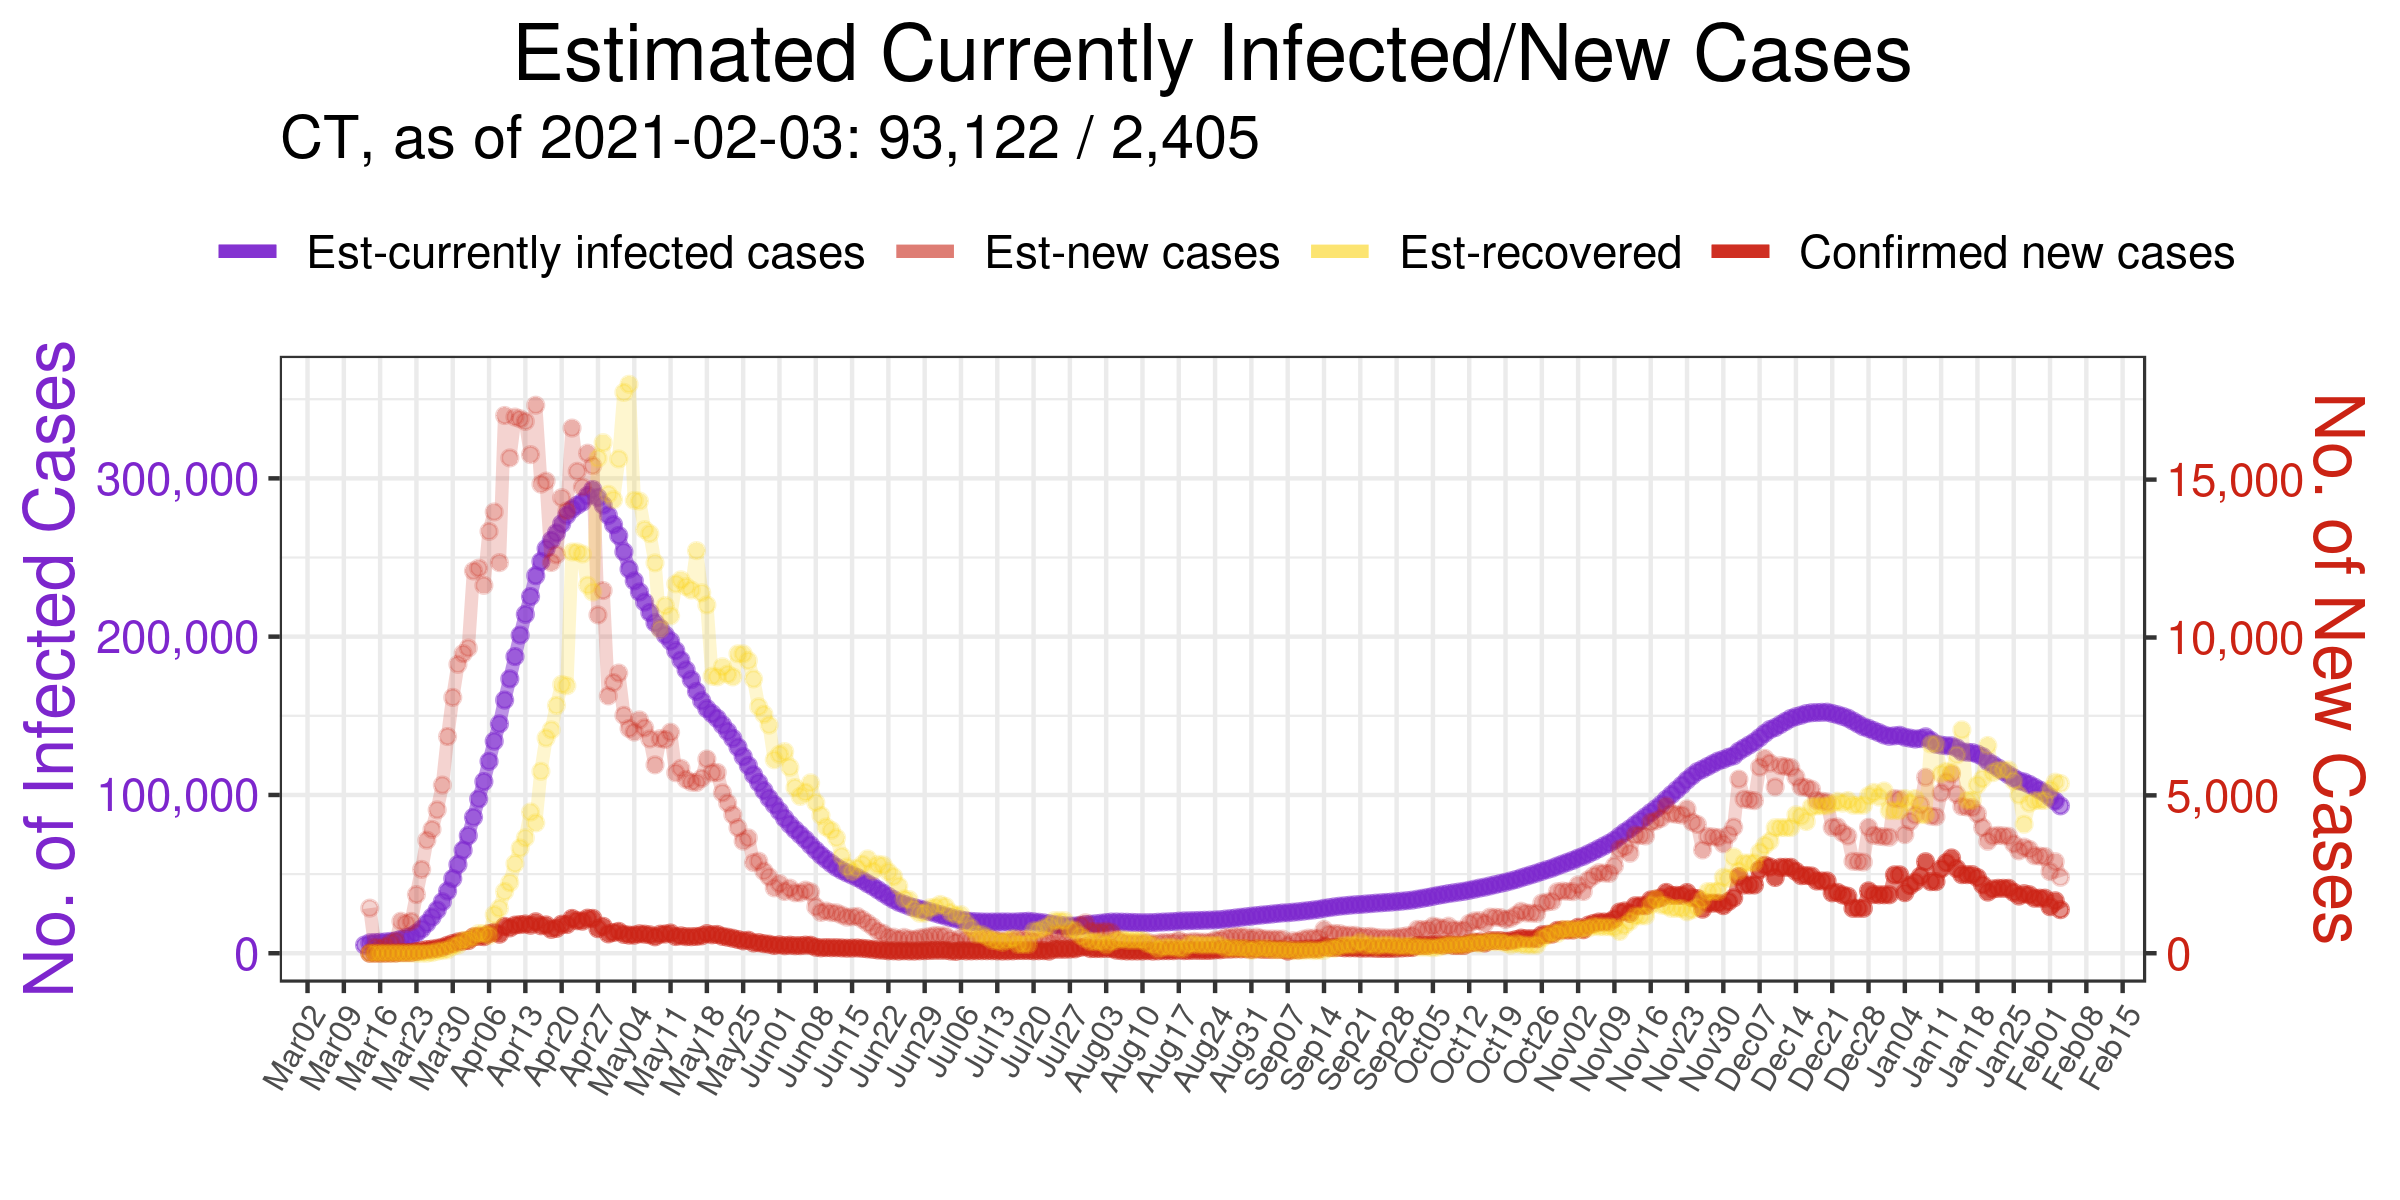 Estimated Currently Infected/New Cases
CT, as of 2021-02-03: 93,122 / 2,405
Est-currently infected cases
Est-new cases
Est-recovered
Confirmed new cases
No. of Infected Cases
300,000
200,000
100,000
0
15,000
10,000
5,000
0
No. of New Cases
Mar02
Mar09
Mar16
Mar23
Mar30
Apr06
Apr13
Apr20
Apr27
May04
May11
May18
May25
Jun01
Jun08
Jun15
Jun22
Jun29
Jul06
Jul13
Jul20
Jul27
Aug03
Aug10
Aug17
Aug24
Aug31
Sep07
Sep14
Sep21
Sep28
Oct05
Oct12
Oct19
Oct26
Nov02
Nov09
Nov16
Nov23
Nov30
Dec07
Dec14
Dec21
Dec28
Jan04
Jan11
Jan18
Jan25
Feb01
Feb08
Feb15